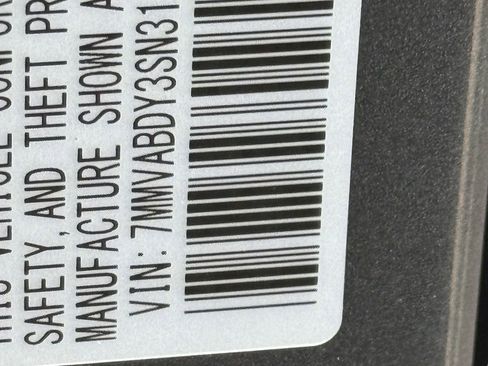 SAFETY, AND THEFT PR
MANUFACTURE SHOWN A
VIN: 7MMVABDY3SN31